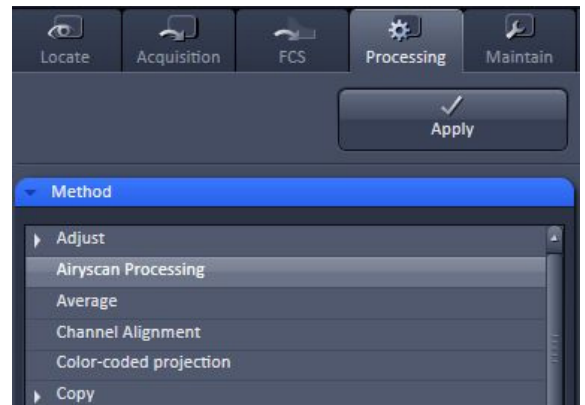 Locate Acquisition FCS Processing Maintain
Apply
Method
Adjust
Airyscan Processing
Average
Channel Alignment
Color-coded projection
Copy